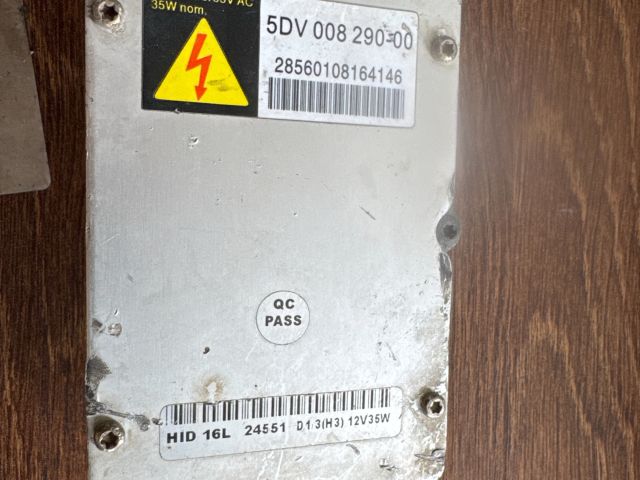 35W nom.
5DV 008 290-00
28560108164146
QC
PASS
HID 16L 24551 D1/3(H3) 12V35W